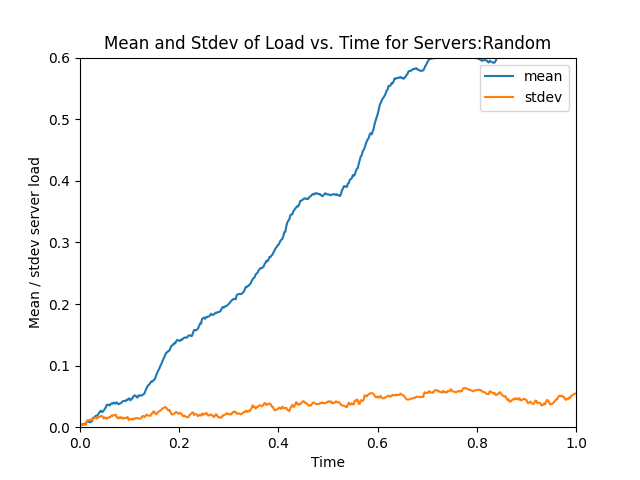 Mean and Stdev of Load vs. Time for Servers:Random
Mean / stdev server load
0.6
0.5
0.4
0.3
0.2
0.1
0.0
mean
stdev
0.0 0.2 0.4 0.6 0.8 1.0
Time